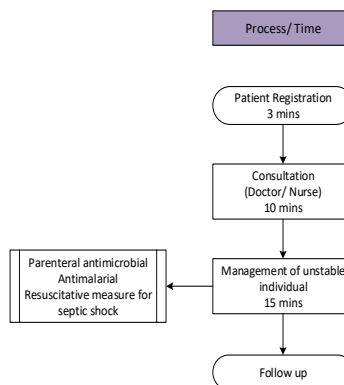 Process/ Time
Patient Registration
3 mins
Consultation
(Doctor/ Nurse)
10 mins
Parenteral antimicrobial
Antimalarial
Resuscitative measure for
septic shock
Management of unstable
individual
15 mins
Follow up